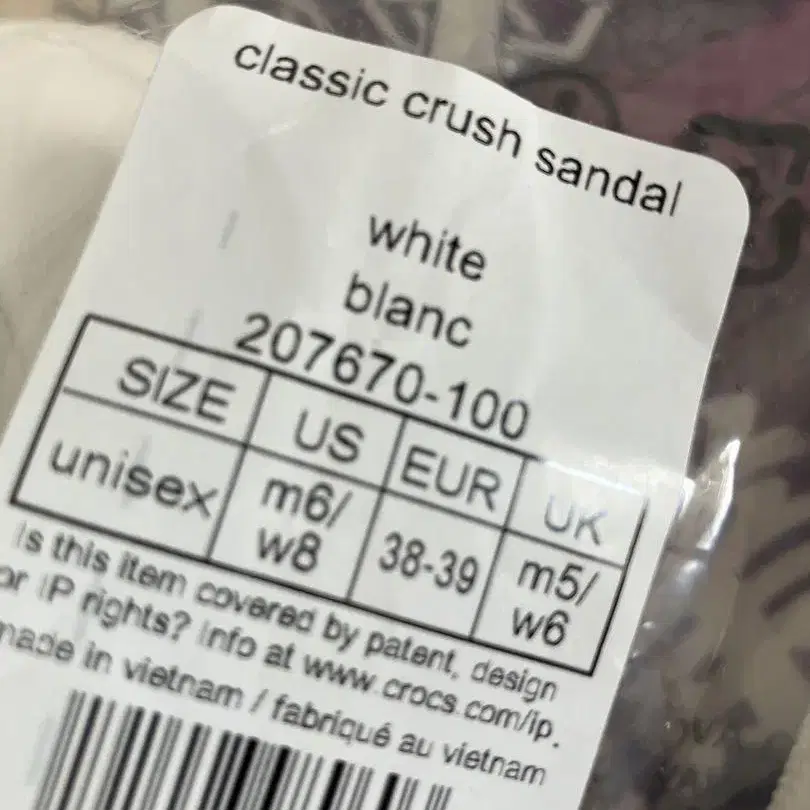 classic crush sandal
white
blanc
207670-100
SIZE US EUR UK
unisex m6/ w8 38-39 m5/ w6
Is this item covered by patent, design
or IP rights? Info at www.crocs.com/ip.
made in vietnam / fabriqué au vietnam